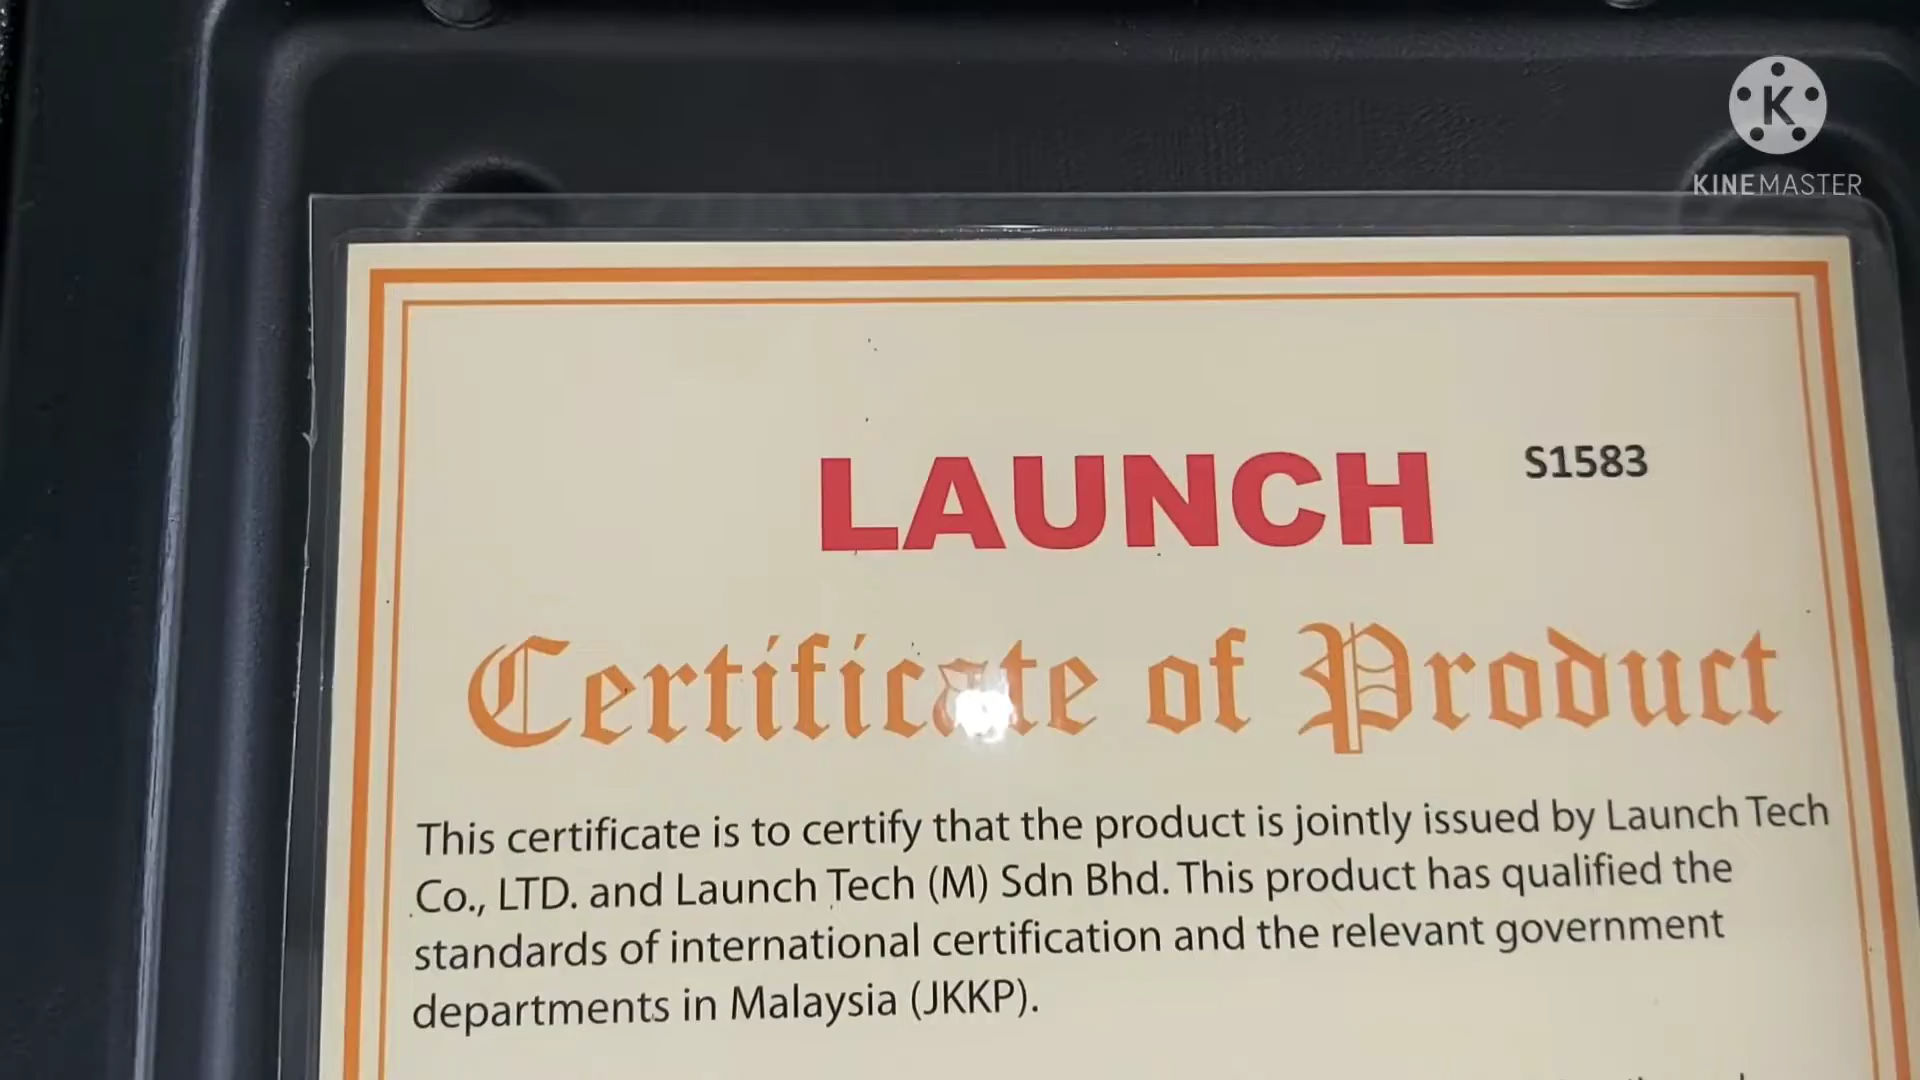 K
KINEMASTER
LAUNCH
S1583
Certificate of Product
This certificate is to certify that the product is jointly issued by Launch Tech
Co., LTD. and Launch Tech (M) Sdn Bhd. This product has qualified the
standards of international certification and the relevant government
departments in Malaysia (JKKP).